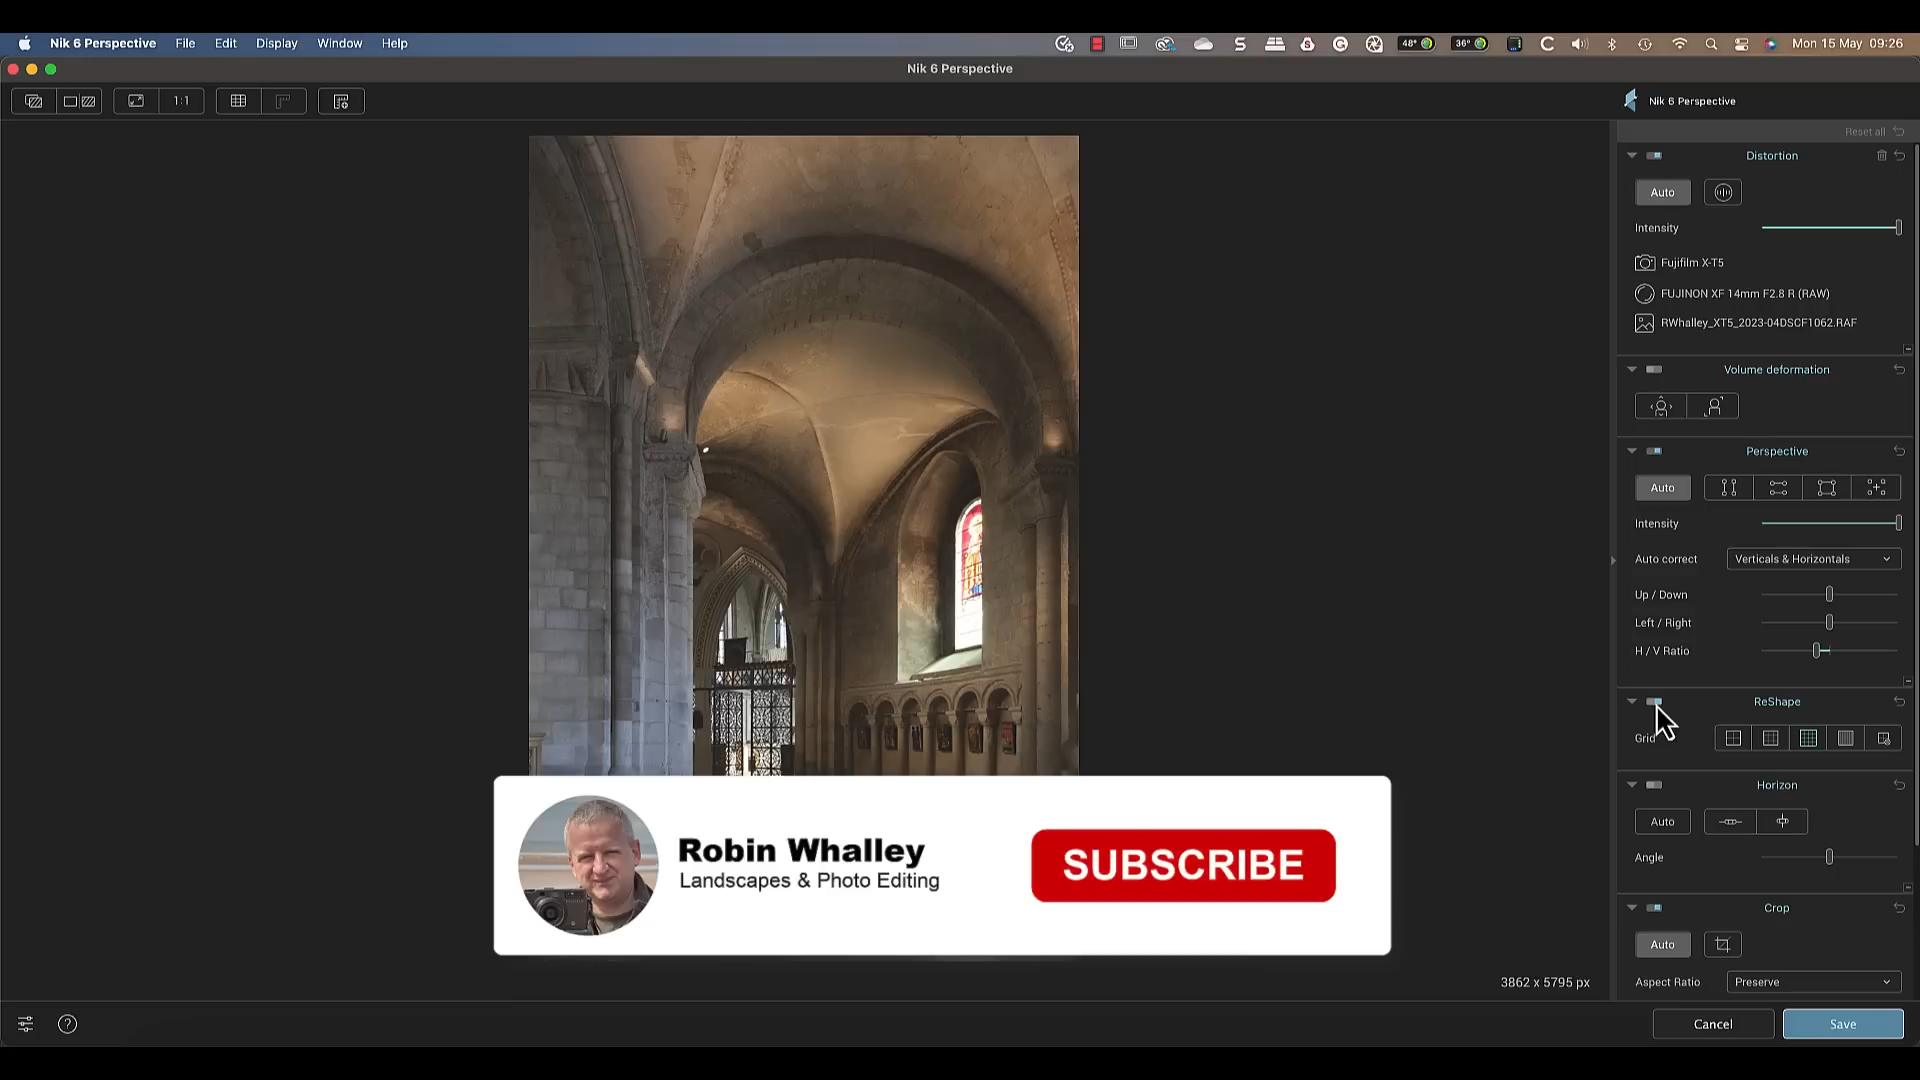 Nik 6 Perspective File Edit Display Window Help
48° 36° Mon 15 May 09:26
Nik 6 Perspective
1:1
Nik 6 Perspective
Reset all
Distortion
Auto
Intensity
Fujifilm X-T5
FUJINON XF 14mm F2.8 R (RAW)
RWhalley_XT5_2023-04DSCF1062.RAF
Volume deformation
Perspective
Auto
Intensity
Auto correct Verticals & Horizontals
Up / Down
Left / Right
H / V Ratio
ReShape
Grid
Horizon
Auto
Angle
Crop
Auto
Aspect Ratio Preserve
Robin Whalley
Landscapes & Photo Editing
SUBSCRIBE
3862 x 5795 px
Cancel Save